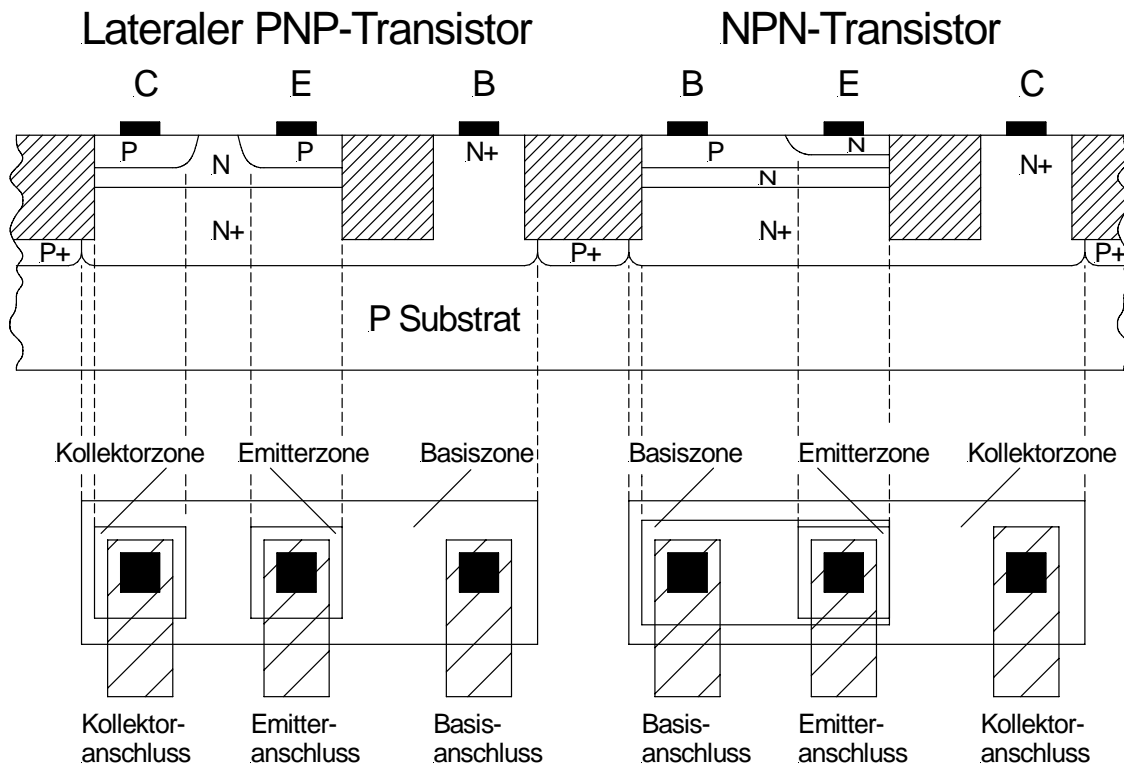 Lateraler PNP-Transistor NPN-Transistor
C E B B E C
P N P N+ P N N N+
N+ N+
P+ P+ P+
P Substrat
Kollektorzone Emitterzone Basiszone Basiszone Emitterzone Kollektorzone
Kollektor- Emitter- Basis- Basis- Emitter- Kollektor-
anschluss anschluss anschluss anschluss anschluss anschluss